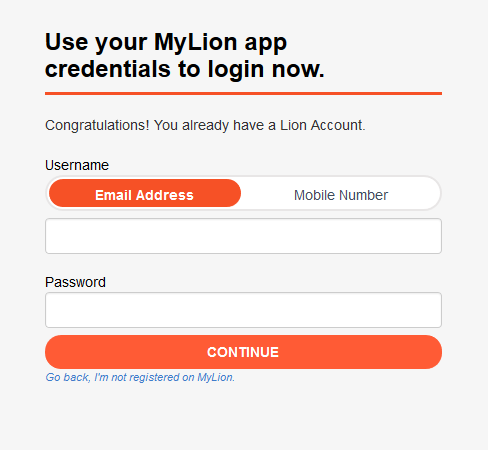 Use your MyLion app
credentials to login now.
Congratulations! You already have a Lion Account.
Username
Email Address
Mobile Number
Password
CONTINUE
Go back, I'm not registered on MyLion.